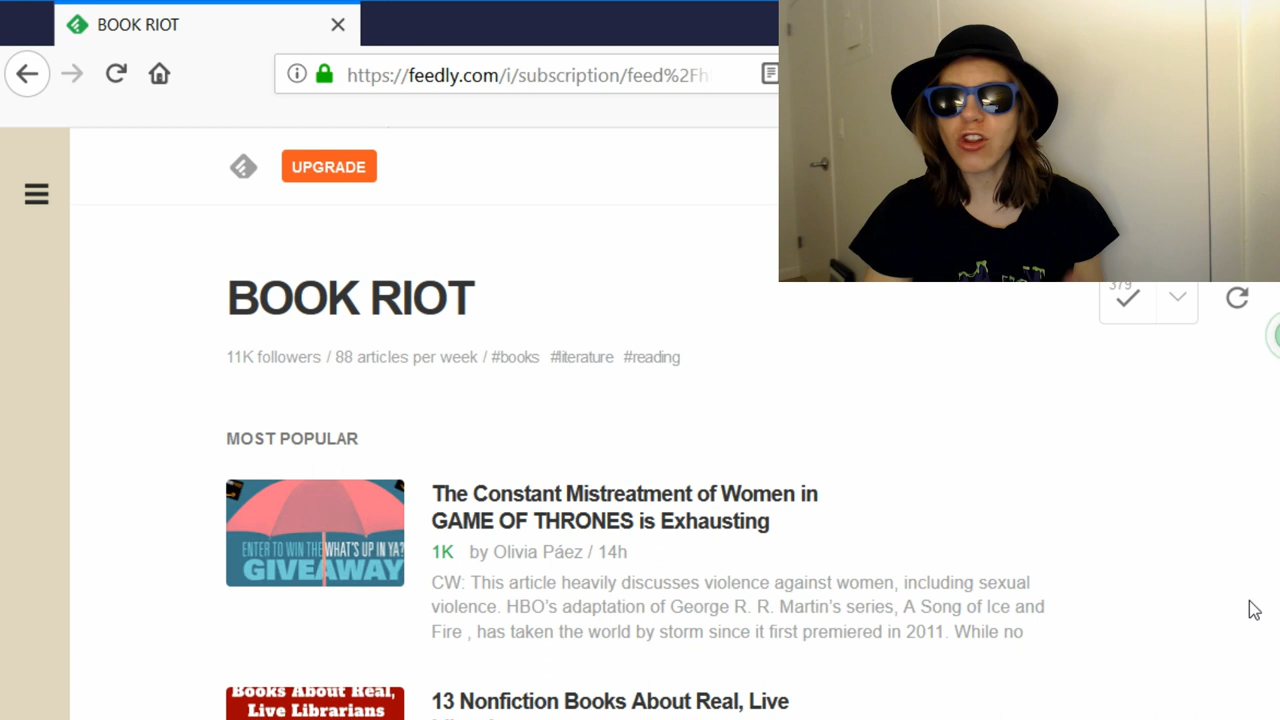 BOOK RIOT
https://feedly.com/i/subscription/feed%2Fh
UPGRADE
BOOK RIOT
379
11K followers / 88 articles per week / #books #literature #reading
MOST POPULAR
The Constant Mistreatment of Women in
GAME OF THRONES is Exhausting
1K by Olivia Páez / 14h
CW: This article heavily discusses violence against women, including sexual
violence. HBO's adaptation of George R. R. Martin's series, A Song of Ice and
Fire , has taken the world by storm since it first premiered in 2011. While no
ENTER TO WIN THE WHAT'S UP IN YA?
GIVEAWAY
Books About Real,
Live Librarians
13 Nonfiction Books About Real, Live